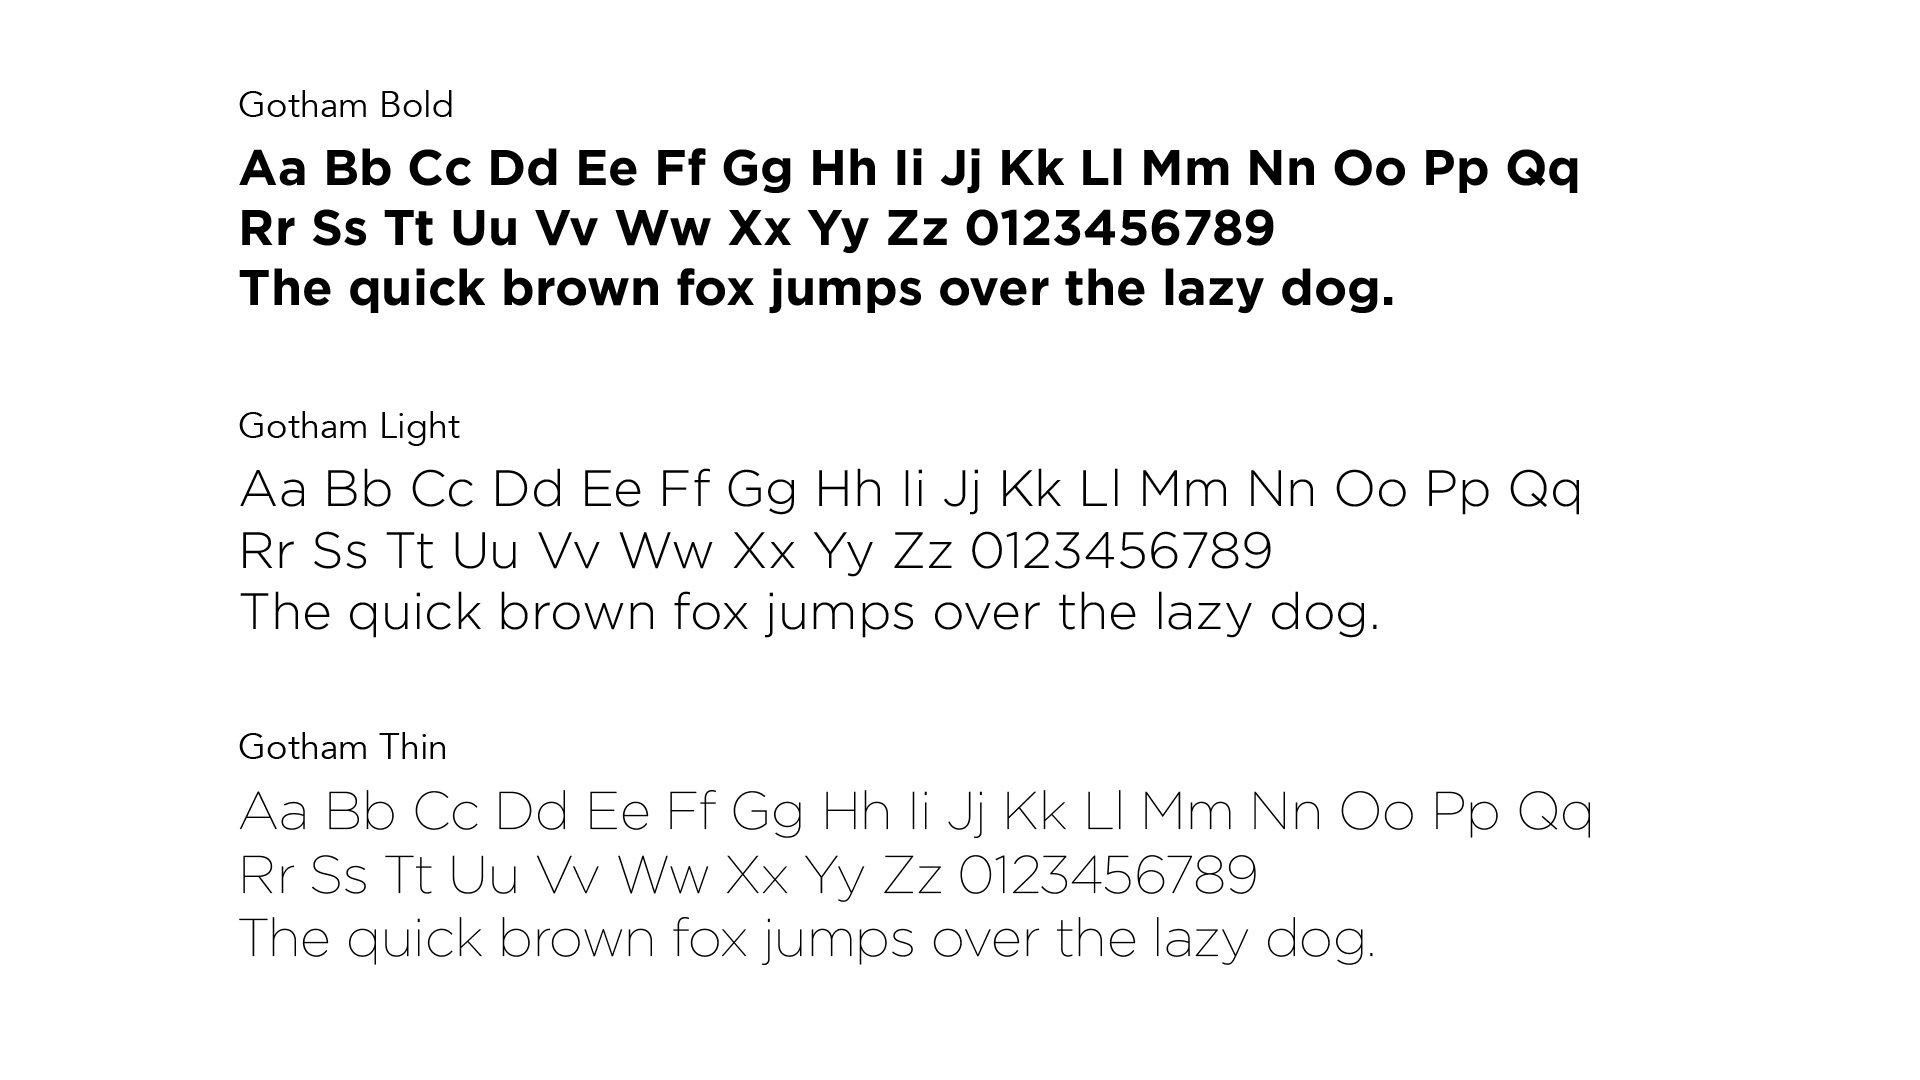 Gotham Bold
Aa Bb Cc Dd Ee Ff Gg Hh Ii Jj Kk Ll Mm Nn Oo Pp Qq
Rr Ss Tt Uu Vv Ww Xx Yy Zz 0123456789
The quick brown fox jumps over the lazy dog.
Gotham Light
Aa Bb Cc Dd Ee Ff Gg Hh Ii Jj Kk Ll Mm Nn Oo Pp Qq
Rr Ss Tt Uu Vv Ww Xx Yy Zz 0123456789
The quick brown fox jumps over the lazy dog.
Gotham Thin
Aa Bb Cc Dd Ee Ff Gg Hh Ii Jj Kk Ll Mm Nn Oo Pp Qq
Rr Ss Tt Uu Vv Ww Xx Yy Zz 0123456789
The quick brown fox jumps over the lazy dog.